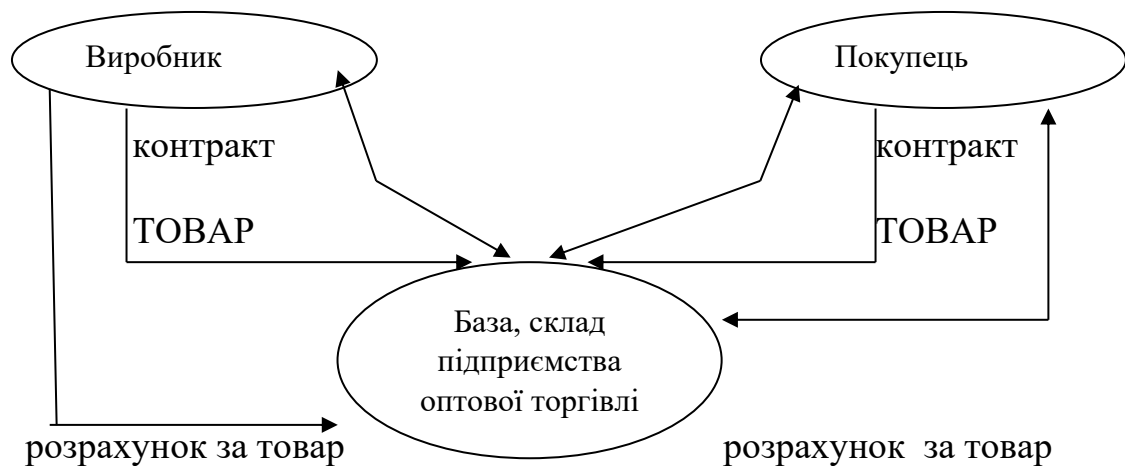 Виробник
Покупець
контракт
контракт
ТОВАР
ТОВАР
База, склад
підприємства
оптової торгівлі
розрахунок за товар
розрахунок за товар